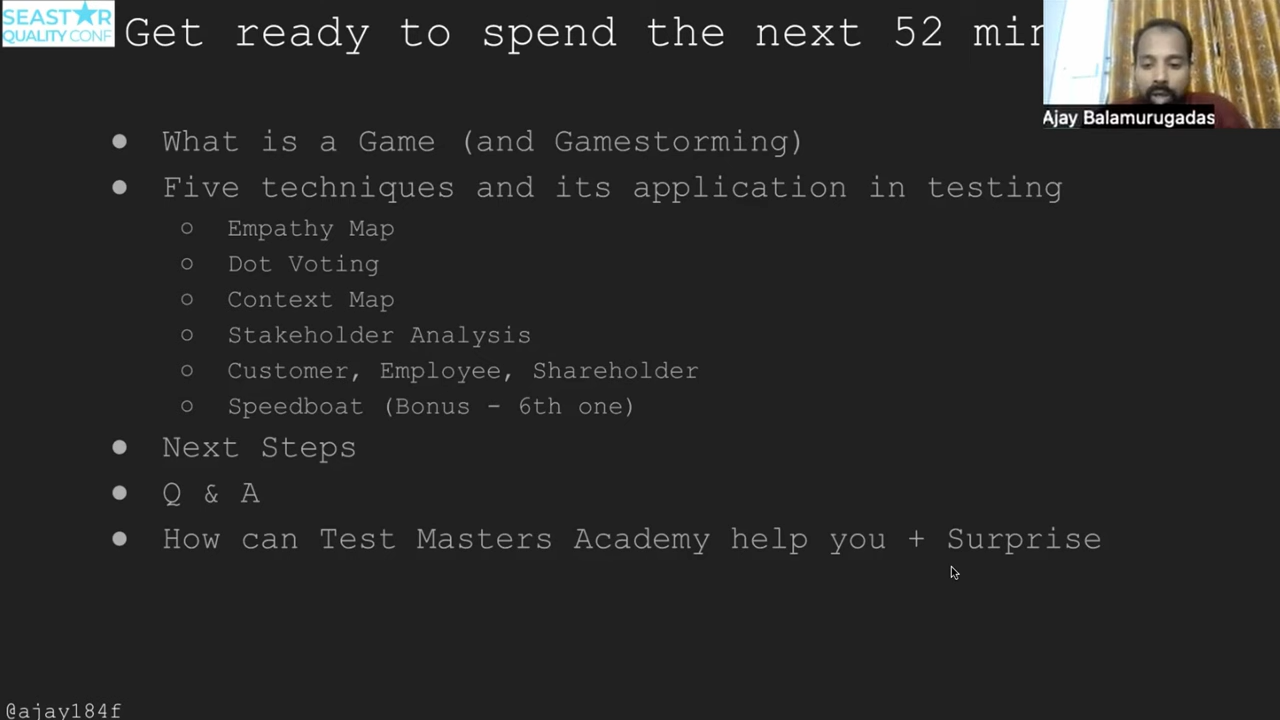 SEASTAR
QUALITY CONF
Get ready to spend the next 52
Ajay Balamurugadas
● What is a Game (and Gamestorming)
● Five techniques and its application in testing
○ Empathy Map
○ Dot Voting
○ Context Map
○ Stakeholder Analysis
○ Customer, Employee, Shareholder
○ Speedboat (Bonus - 6th one)
● Next Steps
● Q & A
● How can Test Masters Academy help you + Surprise
@ajay184f